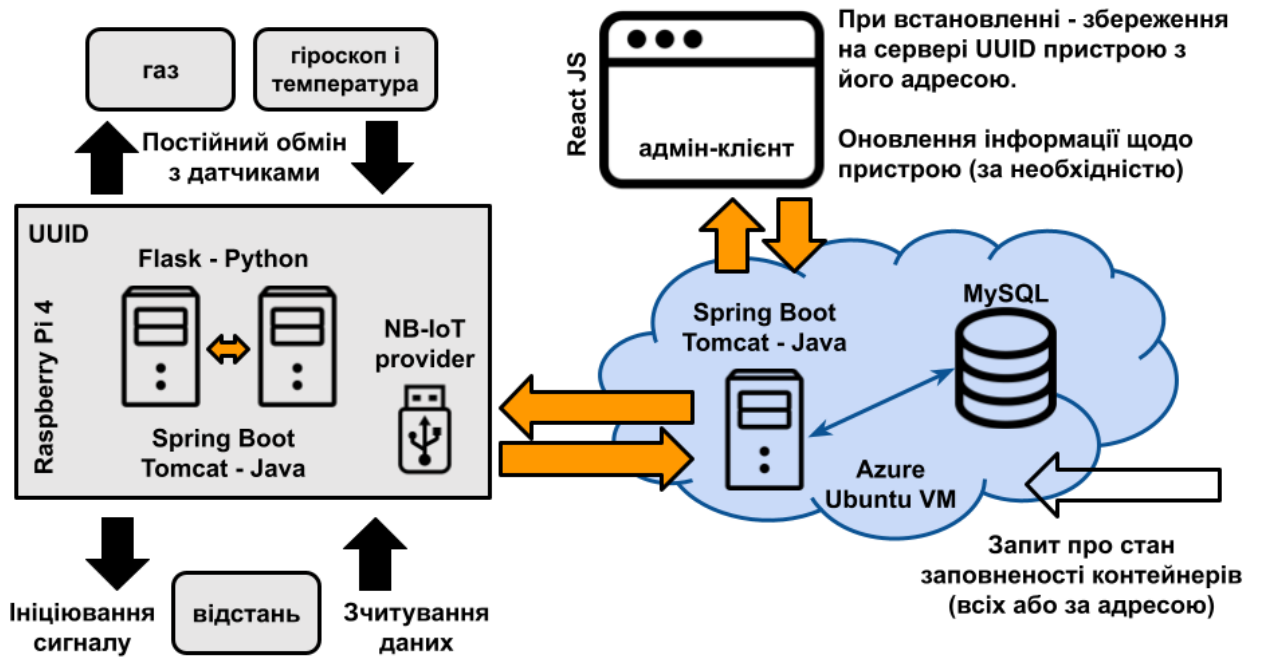 газ
гіроскоп і
температура
Постійний обмін
з датчиками
UUID
Flask - Python
Raspberry Pi 4
NB-IoT
provider
Spring Boot
Tomcat - Java
Ініціювання
сигналу
відстань
Зчитування
даних
React JS
адмін-клієнт
При встановленні - збереження
на сервері UUID пристрою з
його адресою.
Оновлення інформації щодо
пристрою (за необхідністю)
Spring Boot
Tomcat - Java
MySQL
Azure
Ubuntu VM
Запит про стан
заповненості контейнерів
(всіх або за адресою)